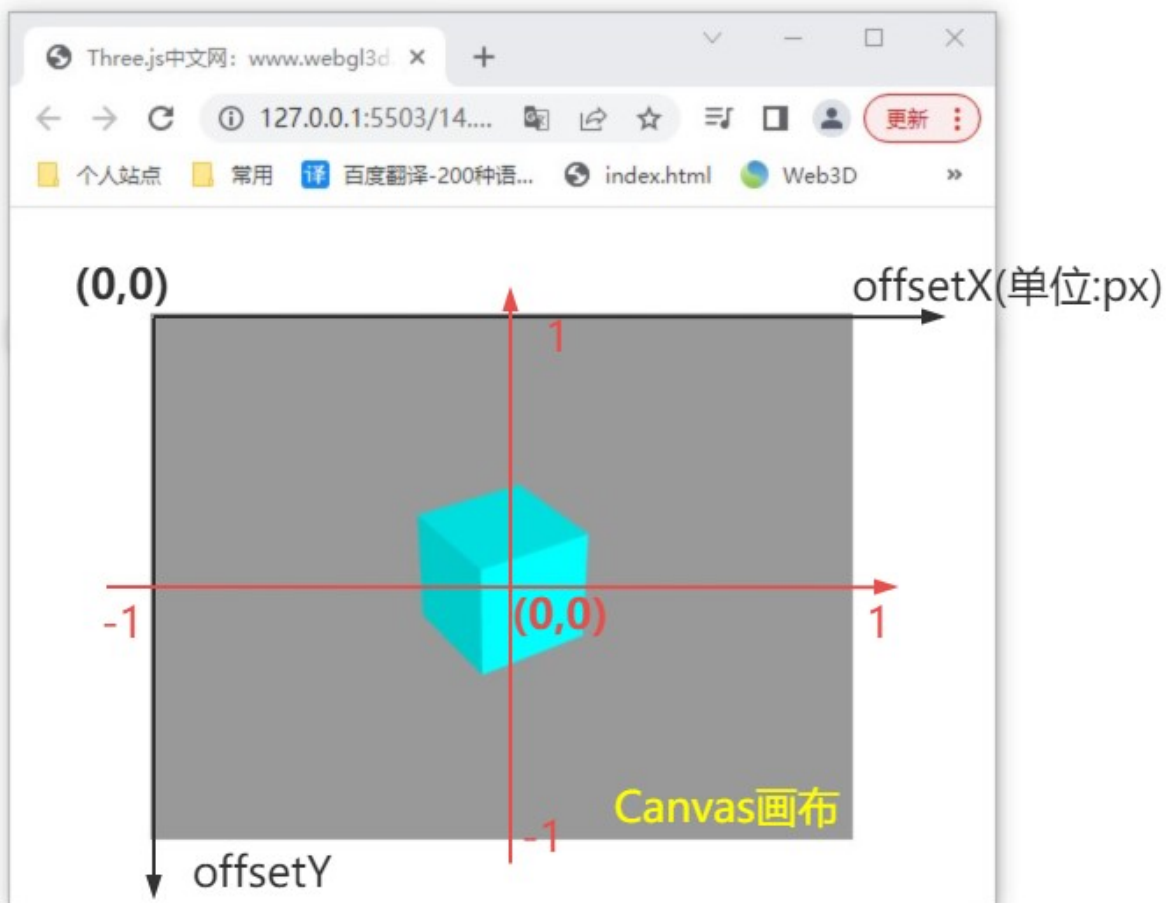 Three.js中文网：www.webgl3d.
127.0.0.1:5503/14....
更新
个人站点 常用 译 百度翻译-200种语... index.html Web3D »
(0,0)
offsetX(单位:px)
1
-1
(0,0)
1
Canvas画布
-1
offsetY